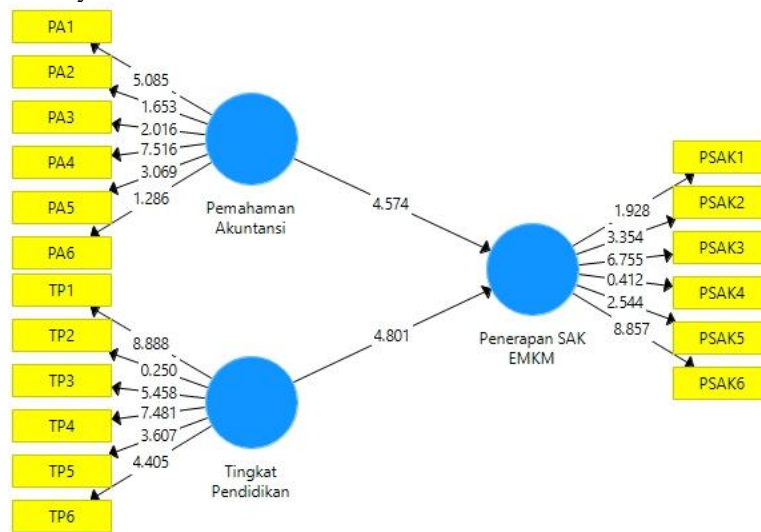 PA1
PA2
PA3
PA4
PA5
PA6
5.085
1.653
2.016
7.516
3.069
1.286
Pemahaman
Akuntansi
4.574
TP1
TP2
TP3
TP4
TP5
TP6
8.888
0.250
5.458
7.481
3.607
4.405
Tingkat
Pendidikan
4.801
Penerapan SAK
EMKM
1.928
3.354
6.755
0.412
2.544
8.857
PSAK1
PSAK2
PSAK3
PSAK4
PSAK5
PSAK6